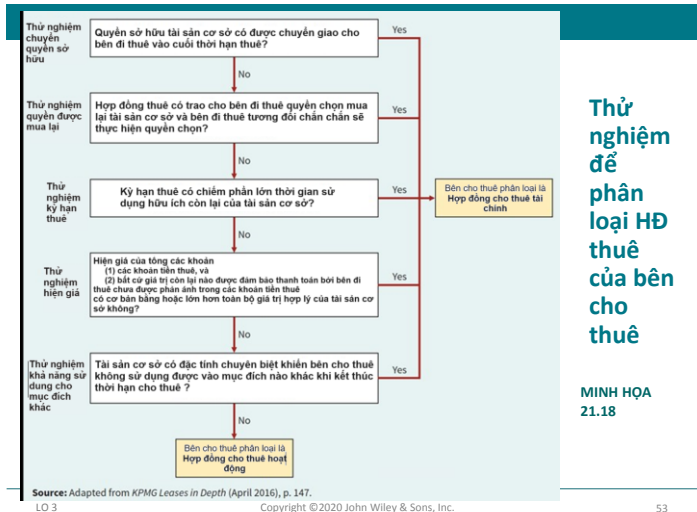 Thử nghiệm
chuyển
quyền sở
hữu
Quyền sở hữu tài sản cơ sở có được chuyển giao cho
bên đi thuê vào cuối thời hạn thuê?
Yes
No
Thử nghiệm
quyền được
mua lại
Hợp đồng thuê có trao cho bên đi thuê quyền chọn mua
lại tài sản cơ sở và bên đi thuê tương đối chắn chắn sẽ
thực hiện quyền chọn?
Yes
No
Thử
nghiệm
kỳ hạn
thuê
Kỳ hạn thuê có chiếm phần lớn thời gian sử
dụng hữu ích còn lại của tài sản cơ sở?
Yes
Bên cho thuê phân loại là
Hợp đồng cho thuê tài
chính
No
Thử
nghiệm
hiện giá
Hiện giá của tổng các khoản
(1) các khoản tiền thuê, và
(2) bất cứ giá trị còn lại nào được đảm bảo thanh toán bởi bên đi
thuê chưa được phản ánh trong các khoản tiền thuê
có cơ bản bằng hoặc lớn hơn toàn bộ giá trị hợp lý của tài sản cơ
sở không?
Yes
No
Thử nghiệm
khả năng sử
dung cho
mục đích
khác
Tài sản cơ sở có đặc tính chuyên biệt khiến bên cho thuê
không sử dụng được vào mục đích nào khác khi kết thúc
thời hạn cho thuê ?
Yes
No
Bên cho thuê phân loại là
Hợp đồng cho thuê hoạt
động
Source: Adapted from KPMG Leases in Depth (April 2016), p. 147.
Thử
nghiệm
để
phân
loại HĐ
thuê
của bên
cho
thuê
MINH HỌA
21.18
LO 3
Copyright ©2020 John Wiley & Sons, Inc.
53